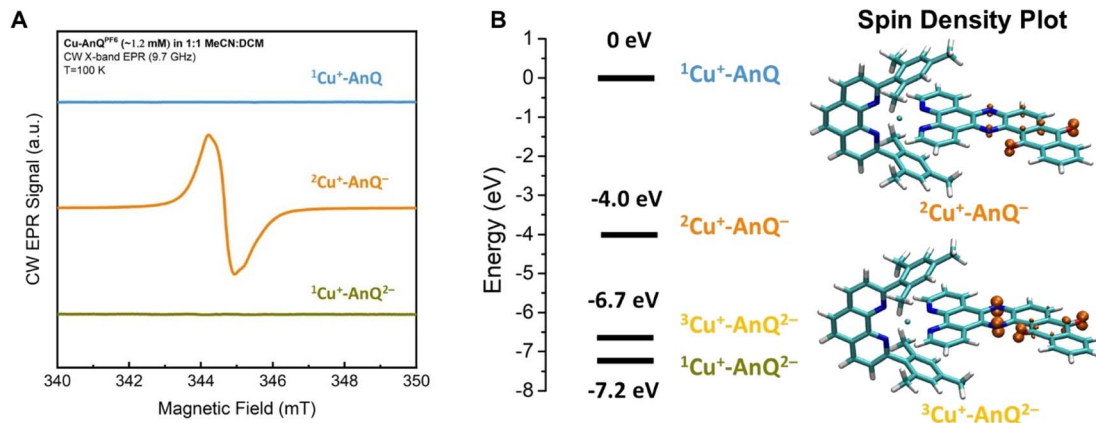 A
Cu-AnQᴾᶠ⁶ (~1.2 mM) in 1:1 MeCN:DCM
CW X-band EPR (9.7 GHz)
T=100 K
¹Cu⁺-AnQ
²Cu⁺-AnQ⁻
¹Cu⁺-AnQ²⁻
CW EPR Signal (a.u.)
340 342 344 346 348 350
Magnetic Field (mT)
B
Spin Density Plot
Energy (eV)
1
0
-1
-2
-3
-4
-5
-6
-7
-8
0 eV
¹Cu⁺-AnQ
-4.0 eV
²Cu⁺-AnQ⁻
-6.7 eV
³Cu⁺-AnQ²⁻
¹Cu⁺-AnQ²⁻
-7.2 eV
²Cu⁺-AnQ⁻
³Cu⁺-AnQ²⁻